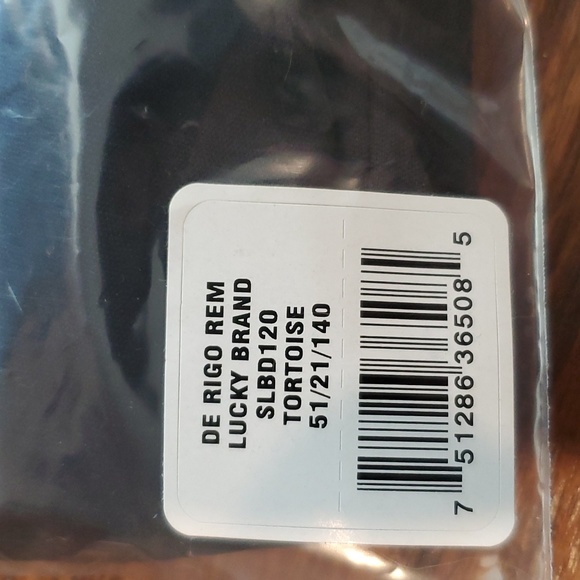 DE RIGO REM
LUCKY BRAND
SLBD120
TORTOISE
51/21/140
7 51286 36508 5